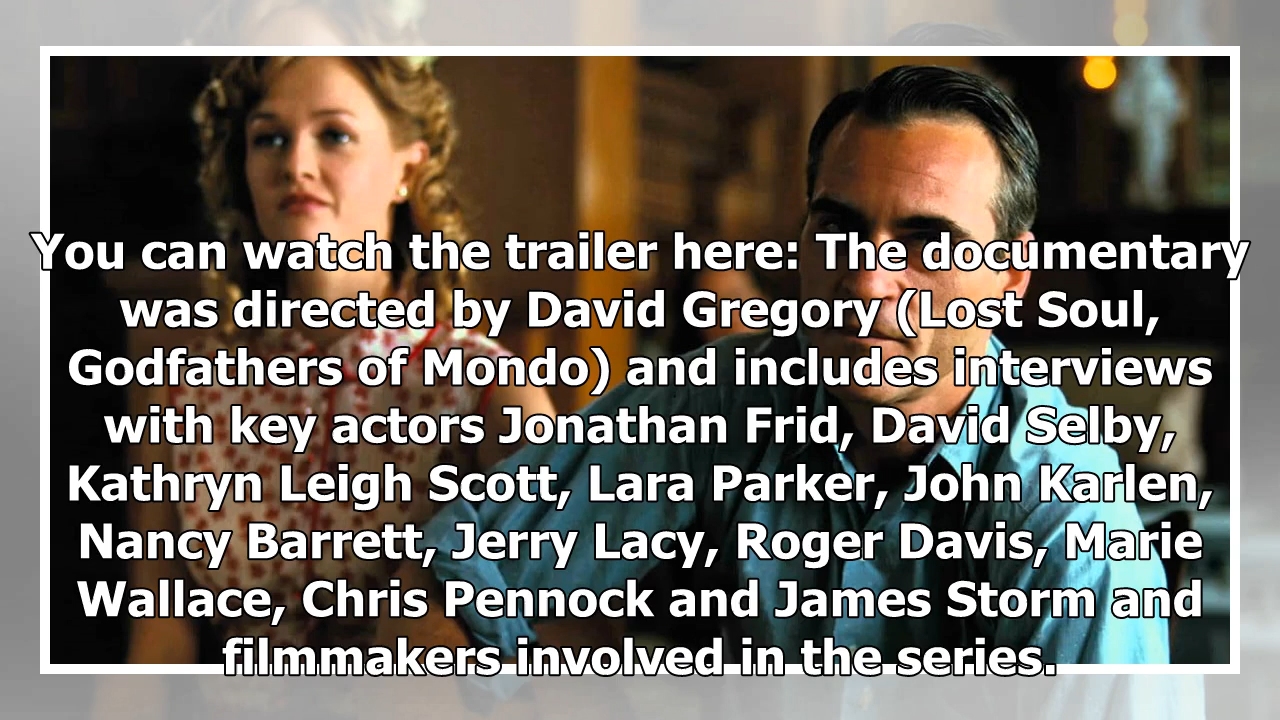 You can watch the trailer here: The documentary
was directed by David Gregory (Lost Soul,
Godfathers of Mondo) and includes interviews
with key actors Jonathan Frid, David Selby,
Kathryn Leigh Scott, Lara Parker, John Karlen,
Nancy Barrett, Jerry Lacy, Roger Davis, Marie
Wallace, Chris Pennock and James Storm and
filmmakers involved in the series.